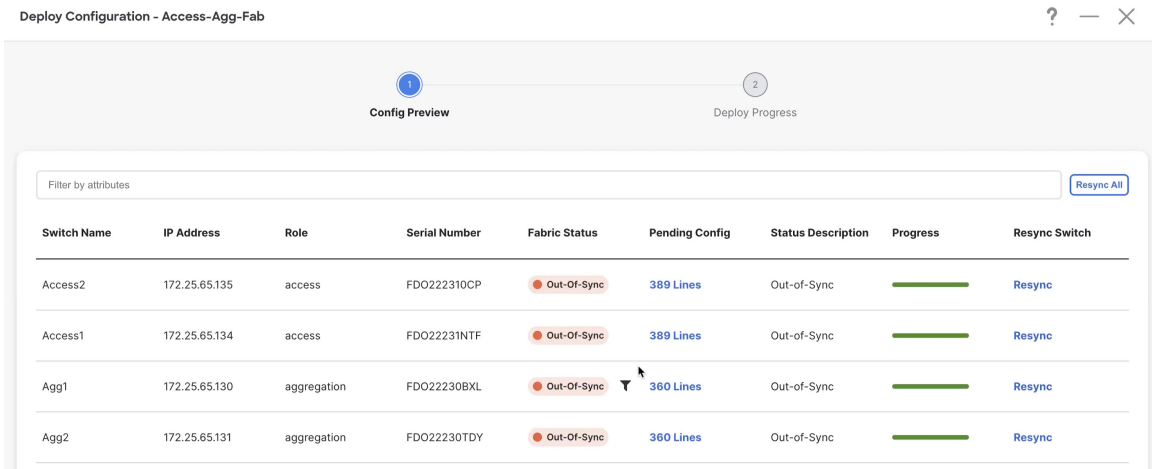 Deploy Configuration - Access-Agg-Fab
?
1
2
Config Preview
Deploy Progress
Filter by attributes
Resync All
Switch Name IP Address Role Serial Number Fabric Status Pending Config Status Description Progress Resync Switch
Access2 172.25.65.135 access FDO222310CP Out-Of-Sync 389 Lines Out-of-Sync Resync
Access1 172.25.65.134 access FDO22231NTF Out-Of-Sync 389 Lines Out-of-Sync Resync
Agg1 172.25.65.130 aggregation FDO22230BXL Out-Of-Sync 360 Lines Out-of-Sync Resync
Agg2 172.25.65.131 aggregation FDO22230TDY Out-Of-Sync 360 Lines Out-of-Sync Resync